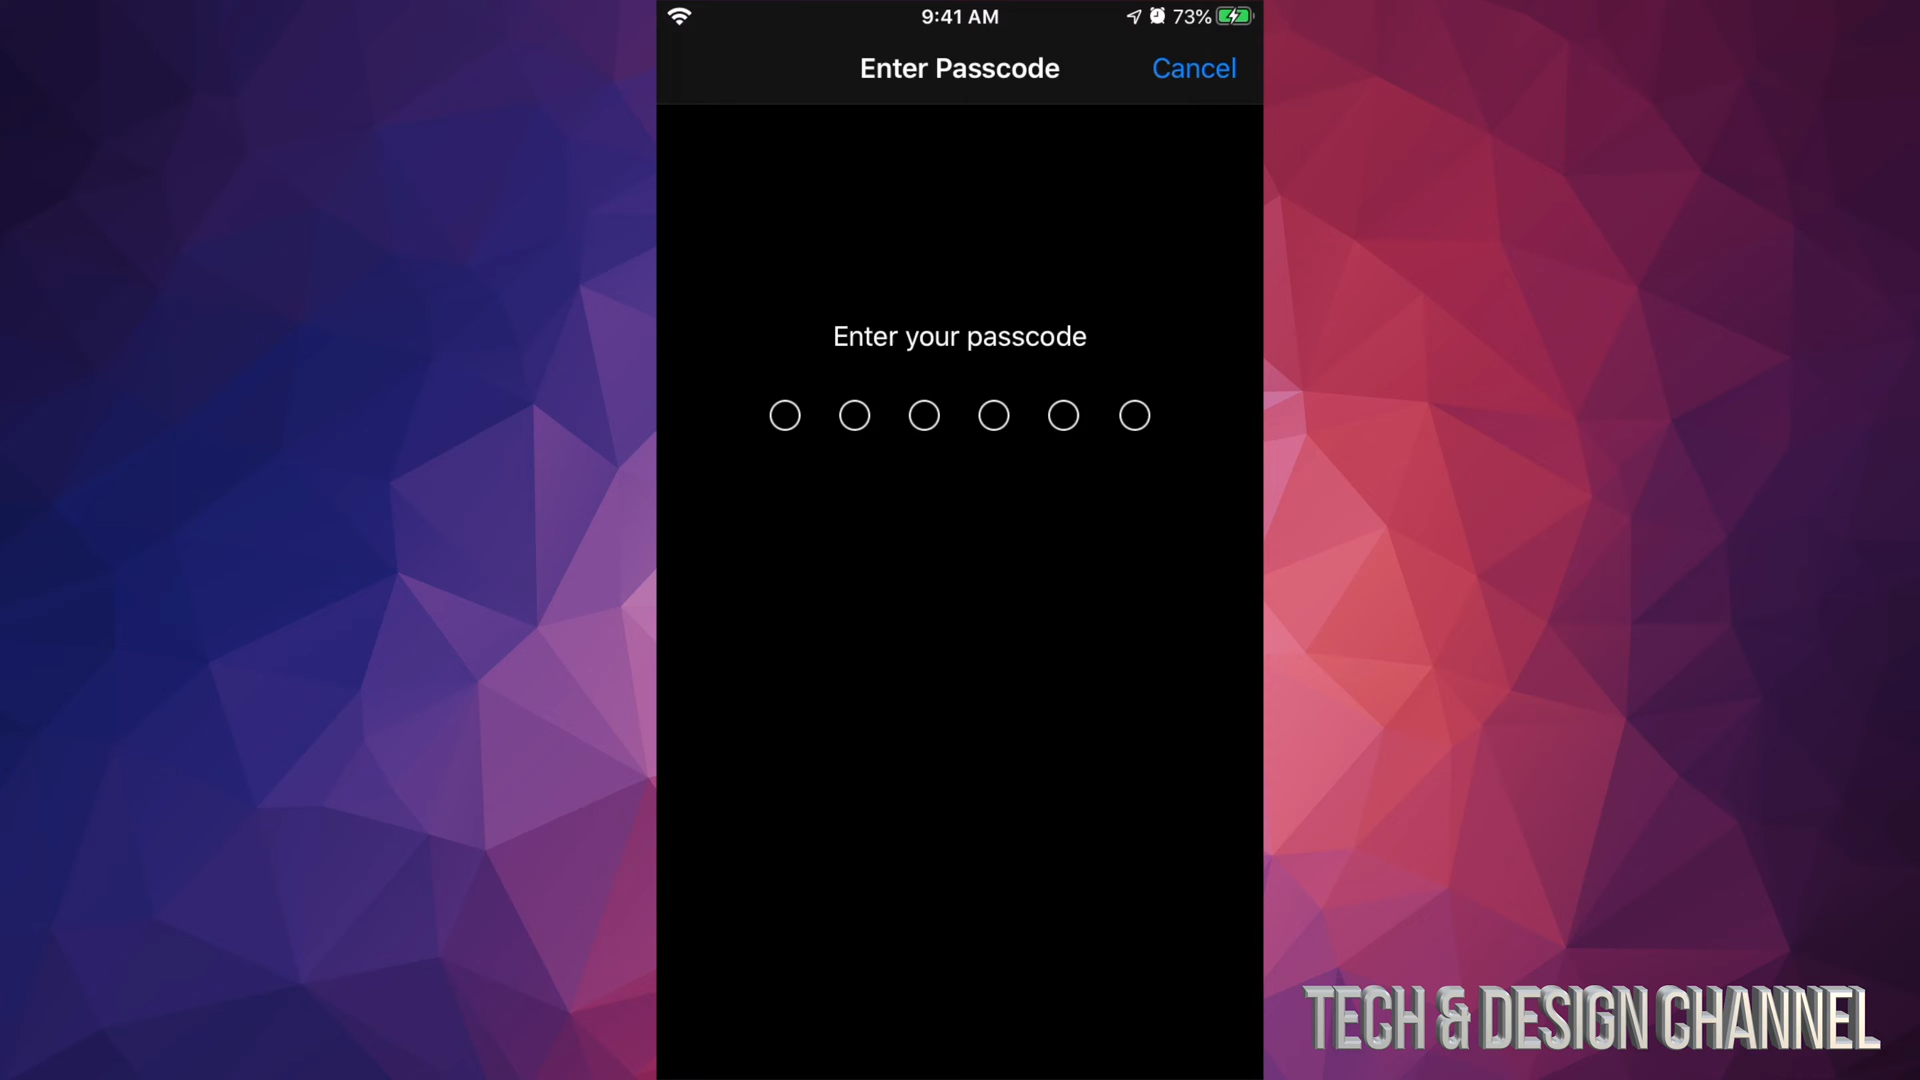 9:41 AM
73%
Enter Passcode
Cancel
Enter your passcode
TECH & DESIGN CHANNEL